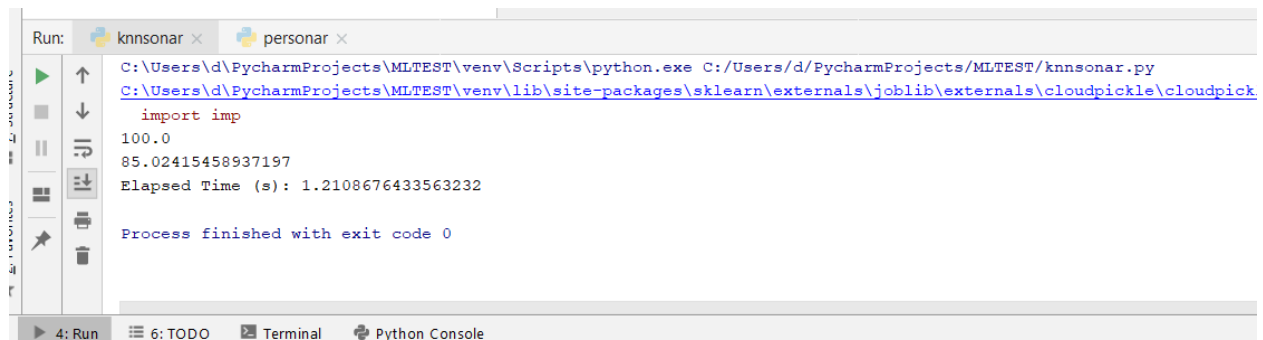 Run: knnsonar × personar ×
C:\Users\d\PycharmProjects\MLTEST\venv\Scripts\python.exe C:/Users/d/PycharmProjects/MLTEST/knnsonar.py
C:\Users\d\PycharmProjects\MLTEST\venv\lib\site-packages\sklearn\externals\joblib\externals\cloudpickle\cloudpick
import imp
100.0
85.02415458937197
Elapsed Time (s): 1.2108676433563232
Process finished with exit code 0
4: Run 6: TODO Terminal Python Console